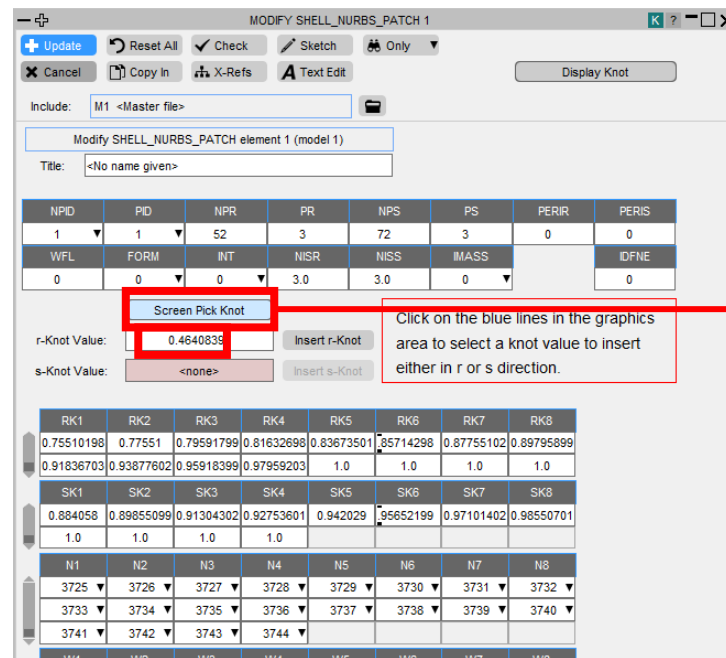 MODIFY SHELL_NURBS_PATCH 1 K ?
Update Reset All Check Sketch Only
Cancel Copy In X-Refs A Text Edit Display Knot
Include: M1 <Master file>
Modify SHELL_NURBS_PATCH element 1 (model 1)
Title: <No name given>
NPID PID NPR PR NPS PS PERIR PERIS
1 1 52 3 72 3 0 0
WFL FORM INT NISR NISS IMASS IDFNE
0 0 0 3.0 3.0 0 0
Screen Pick Knot
Click on the blue lines in the graphics
area to select a knot value to insert
either in r or s direction.
r-Knot Value: 0.4640839 Insert r-Knot
s-Knot Value: <none> Insert s-Knot
RK1 RK2 RK3 RK4 RK5 RK6 RK7 RK8
0.75510198 0.77551 0.79591799 0.81632698 0.83673501 .85714298 0.87755102 0.89795899
0.91836703 0.93877602 0.95918399 0.97959203 1.0 1.0 1.0 1.0
SK1 SK2 SK3 SK4 SK5 SK6 SK7 SK8
0.884058 0.89855099 0.91304302 0.92753601 0.942029 .95652199 0.97101402 0.98550701
1.0 1.0 1.0 1.0
N1 N2 N3 N4 N5 N6 N7 N8
3725 3726 3727 3728 3729 3730 3731 3732
3733 3734 3735 3736 3737 3738 3739 3740
3741 3742 3743 3744